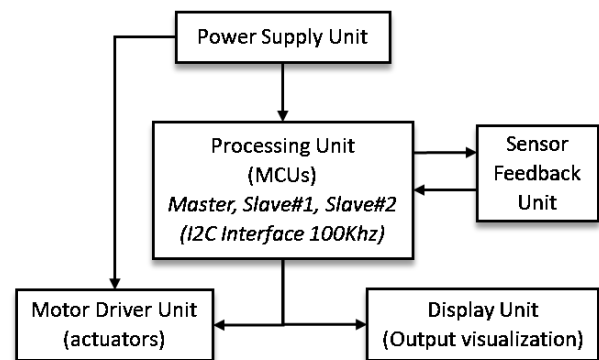 Power Supply Unit
Processing Unit
(MCUs)
Master, Slave#1, Slave#2
(I2C Interface 100Khz)
Sensor
Feedback
Unit
Motor Driver Unit
(actuators)
Display Unit
(Output visualization)